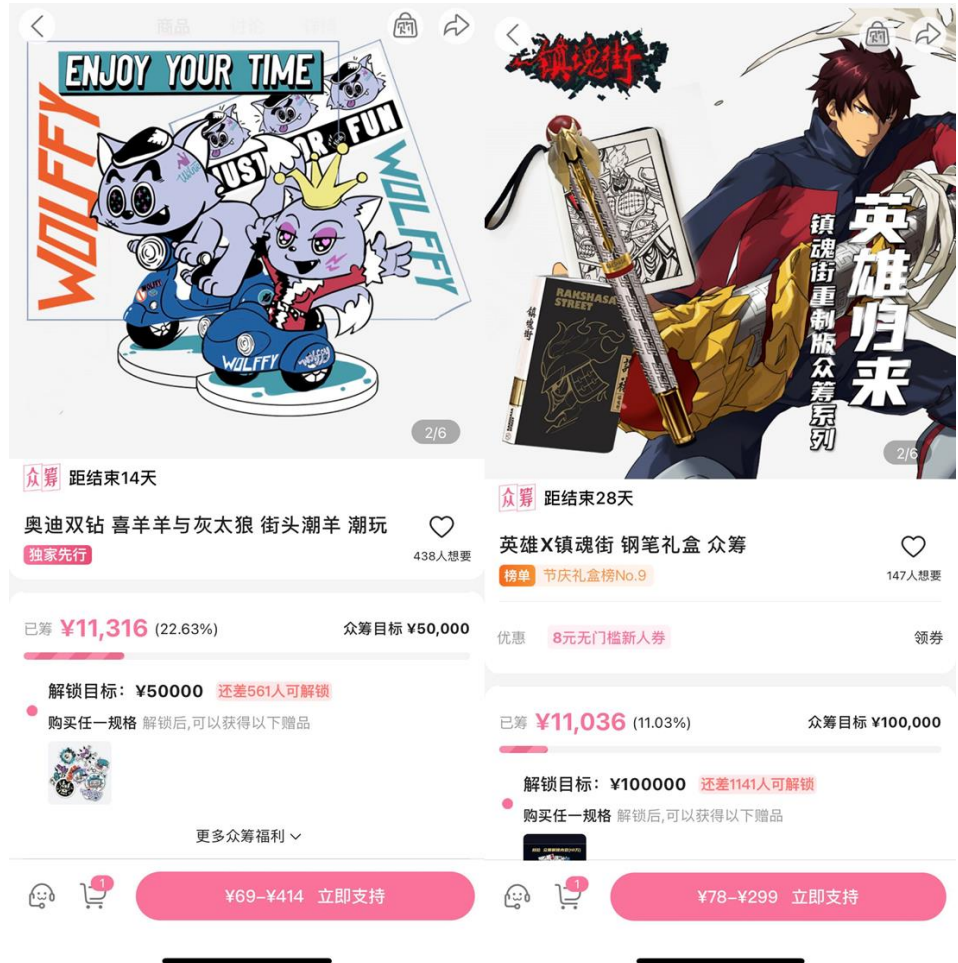 商品
购
ENJOY YOUR TIME
JUST FOR FUN
WOLFFY
WOLFFY
WOLFFY
WOLFFY
2/6
众筹 距结束14天
奥迪双钻 喜羊羊与灰太狼 街头潮羊 潮玩
独家先行
438人想要
已筹 ¥11,316 (22.63%)
众筹目标 ¥50,000
解锁目标：¥50000 还差561人可解锁
购买任一规格 解锁后,可以获得以下赠品
更多众筹福利
1
¥69-¥414 立即支持
购
镇魂街
RAKSHASA
STREET
镇魂街
英雄归来
镇魂街重制版众筹系列
2/6
众筹 距结束28天
英雄X镇魂街 钢笔礼盒 众筹
榜单 节庆礼盒榜No.9
147人想要
优惠 8元无门槛新人券
领券
已筹 ¥11,036 (11.03%)
众筹目标 ¥100,000
解锁目标：¥100000 还差1141人可解锁
购买任一规格 解锁后,可以获得以下赠品
1
¥78-¥299 立即支持